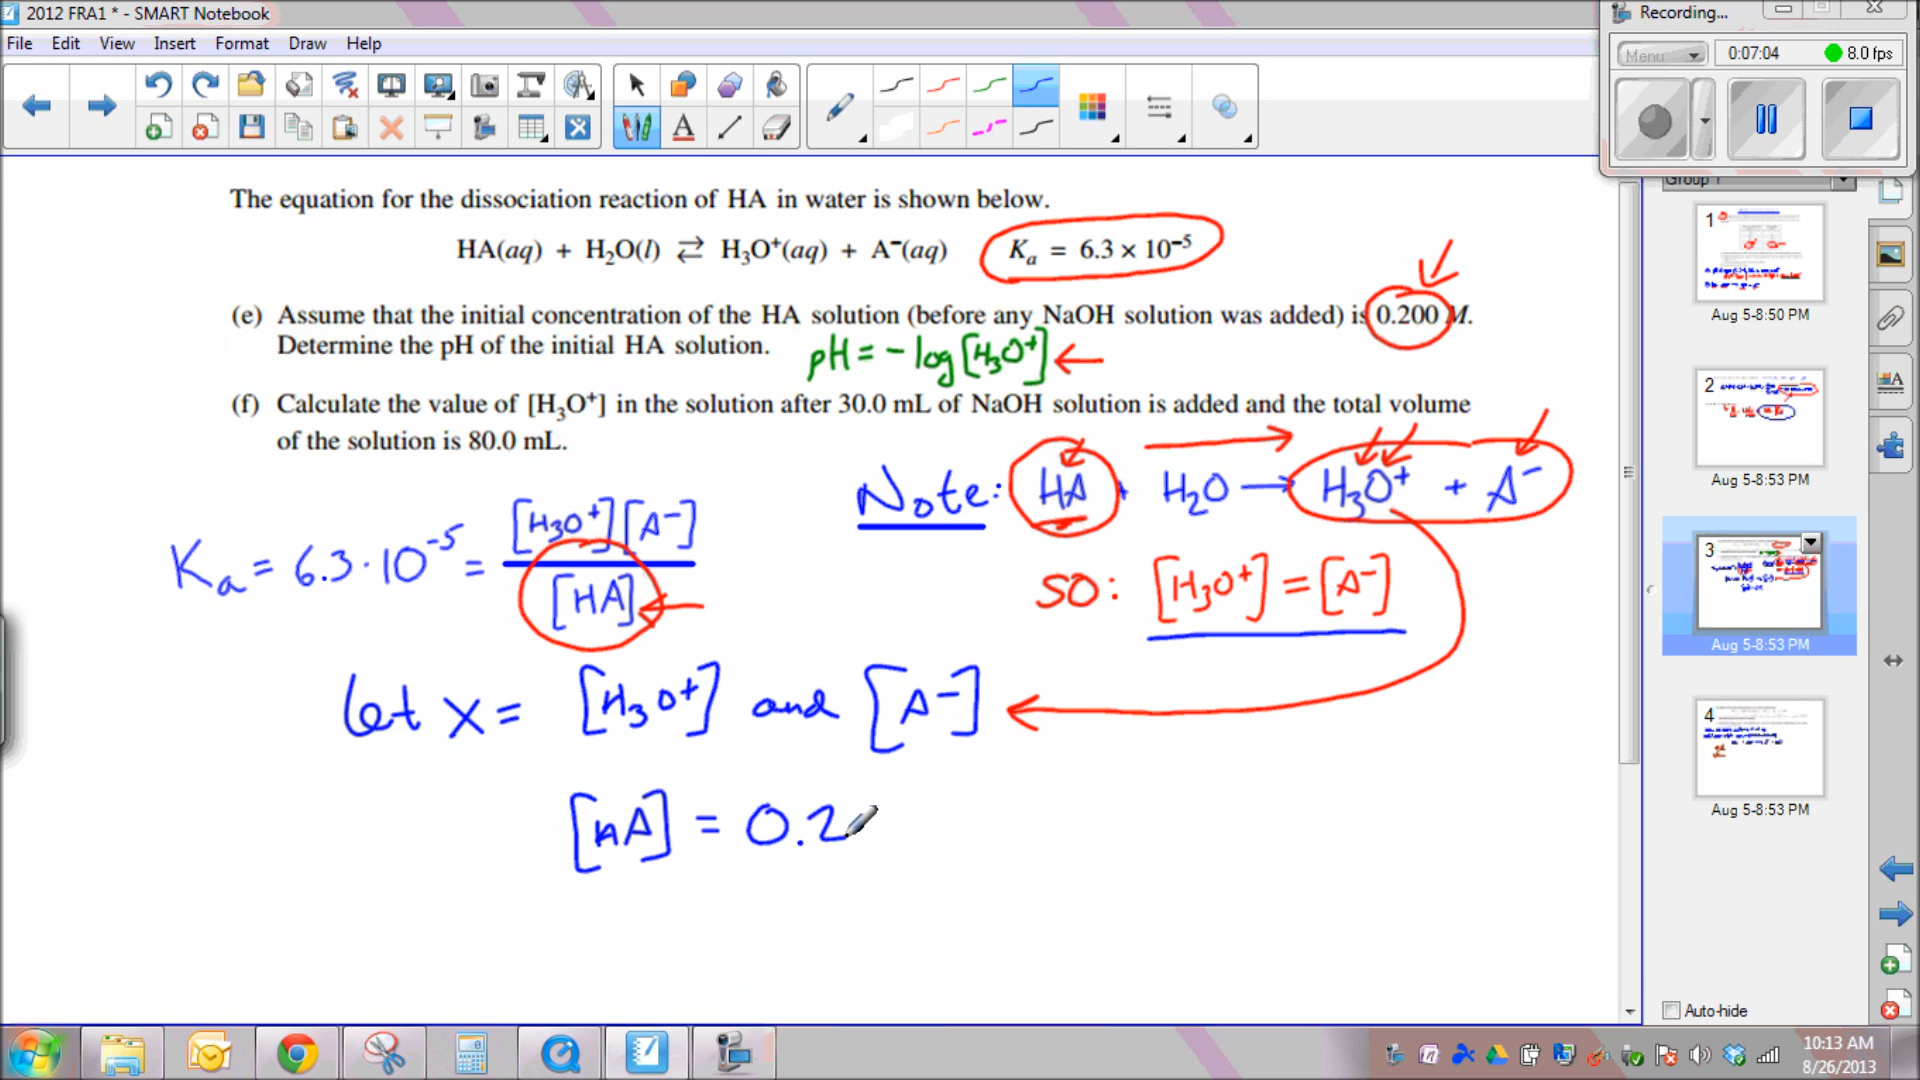 2012 FRA1 * - SMART Notebook
Recording...
File Edit View Insert Format Draw Help
Menu 0:07:04 8.0 fps
The equation for the dissociation reaction of HA in water is shown below.
HA(aq) + H₂O(l) ⇄ H₃O⁺(aq) + A⁻(aq) Kₐ = 6.3 × 10⁻⁵
(e) Assume that the initial concentration of the HA solution (before any NaOH solution was added) is 0.200 M.
Determine the pH of the initial HA solution. pH = - log [H₃O⁺]
(f) Calculate the value of [H₃O⁺] in the solution after 30.0 mL of NaOH solution is added and the total volume
of the solution is 80.0 mL.
Note: HA + H₂O → H₃O⁺ + A⁻
Kₐ = 6.3 · 10⁻⁵ = [H₃O⁺][A⁻]
[HA]
SO: [H₃O⁺] = [A⁻]
let x = [H₃O⁺] and [A⁻]
[HA] = 0.2
Group 1
1
Aug 5-8:50 PM
2
Aug 5-8:53 PM
3
Aug 5-8:53 PM
4
Aug 5-8:53 PM
Auto-hide
10:13 AM
8/26/2013